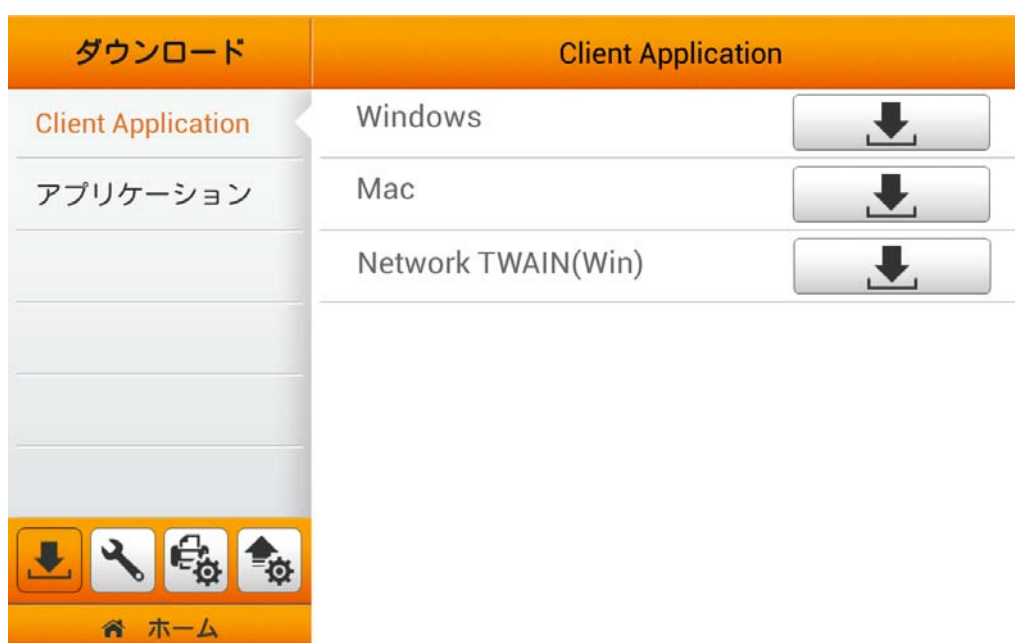 ダウンロード
Client Application
Client Application
アプリケーション
Windows
Mac
Network TWAIN(Win)
ホーム